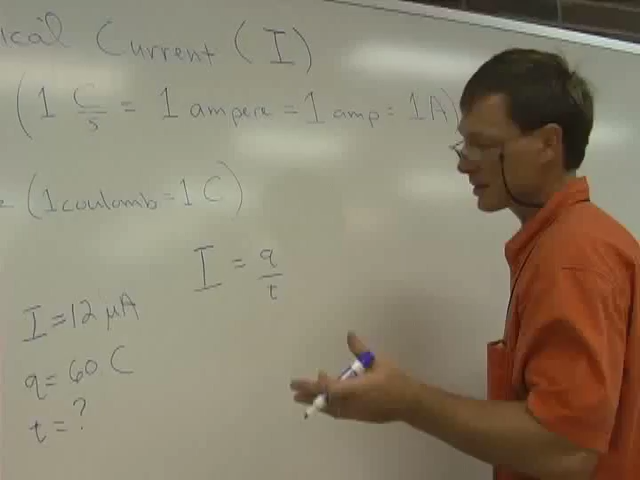 ical Current (I)
(1 C/s = 1 ampere = 1 amp = 1A)
(1 coulomb = 1 C)
I = q/t
I = 12 μA
q = 60 C
t = ?